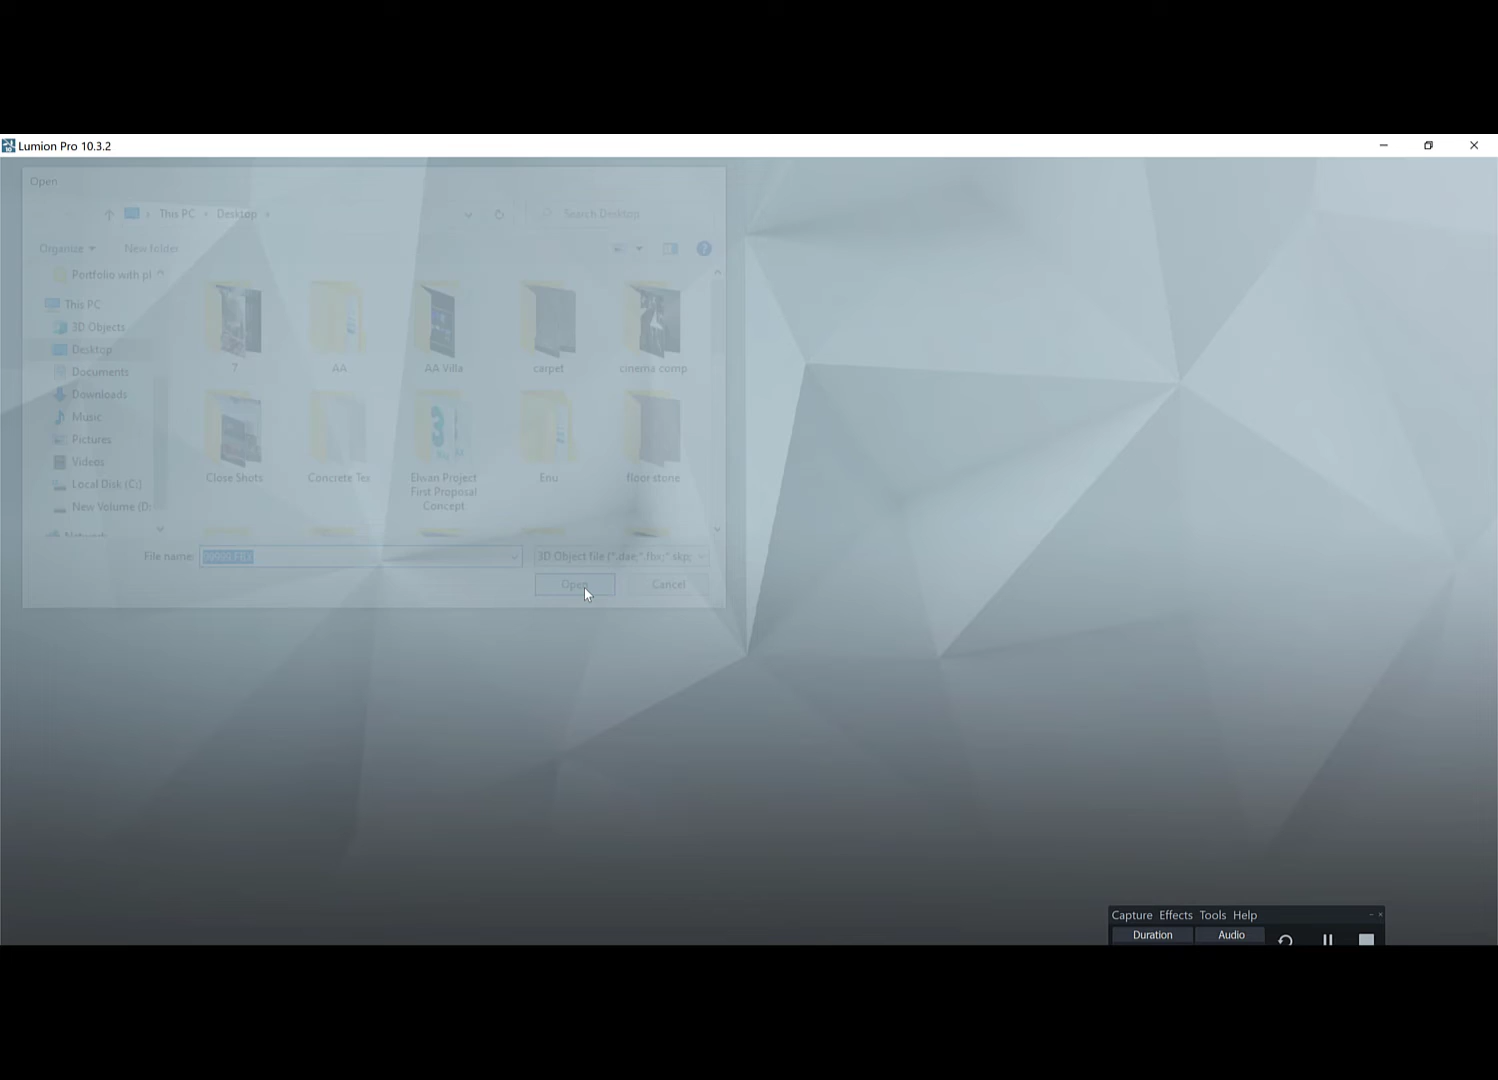 Lumion Pro 10.3.2
Open
This PC › Desktop ›
Search Desktop
Organize
New folder
Portfolio with pl
This PC
3D Objects
Desktop
Documents
Downloads
Music
Pictures
Videos
Local Disk (C:)
New Volume (D:
Network
7
AA
AA Villa
carpet
cinema comp
Close Shots
Concrete Tex
Elwan Project
First Proposal
Concept
Enu
floor stone
File name:
3D Object file (*.dae;*.fbx;*.skp;
Open
Cancel
Capture Effects Tools Help
Duration
Audio